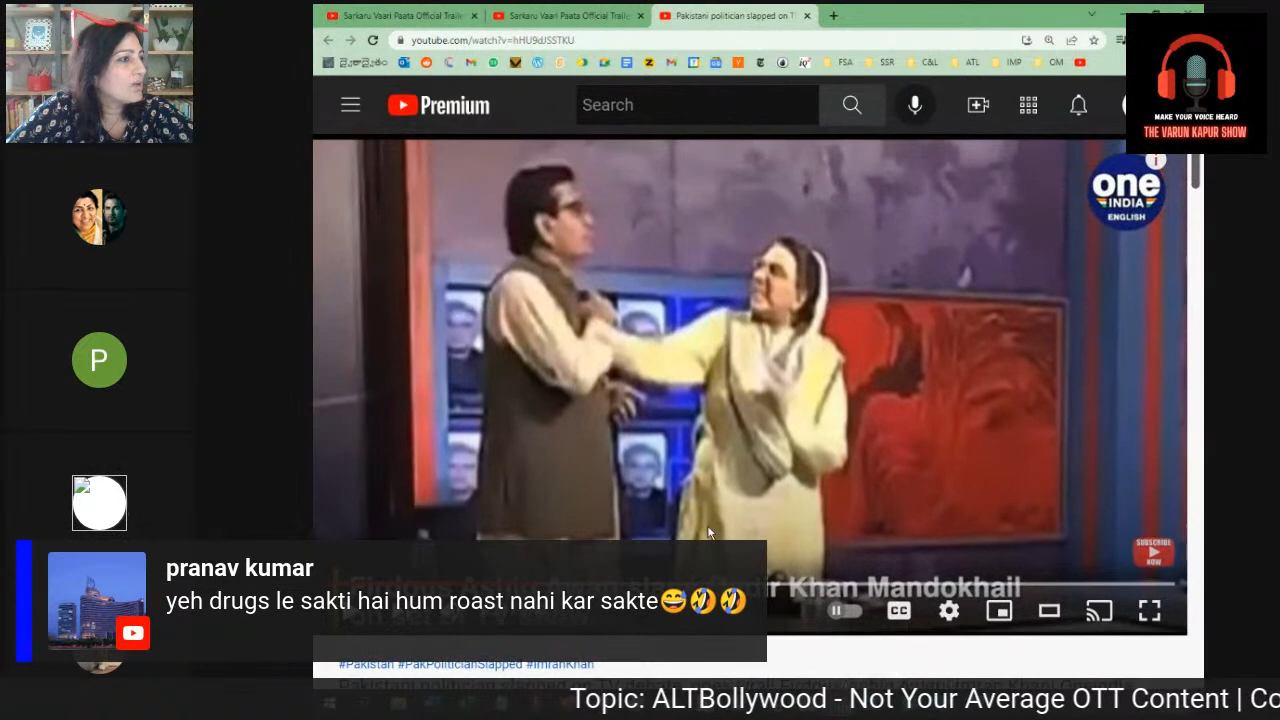 Sarkaru Vaari Paata Official Traile
Sarkaru Vaari Paata Official Traile
Pakistani politician slapped on T
youtube.com/watch?v=hHU9dJSSTKU
FSA
SSR
C&L
ATL
IMP
OM
Premium
Search
MAKE YOUR VOICE HEARD
THE VARUN KAPUR SHOW
one
INDIA
ENGLISH
P
SUBSCRIBE
NOW
Khan Mandokhail
pranav kumar
yeh drugs le sakti hai hum roast nahi kar sakte😅🤣🤣
CC
#Pakistan #PakPoliticianSlapped #ImranKhan
Topic: ALTBollywood - Not Your Average OTT Content | Co